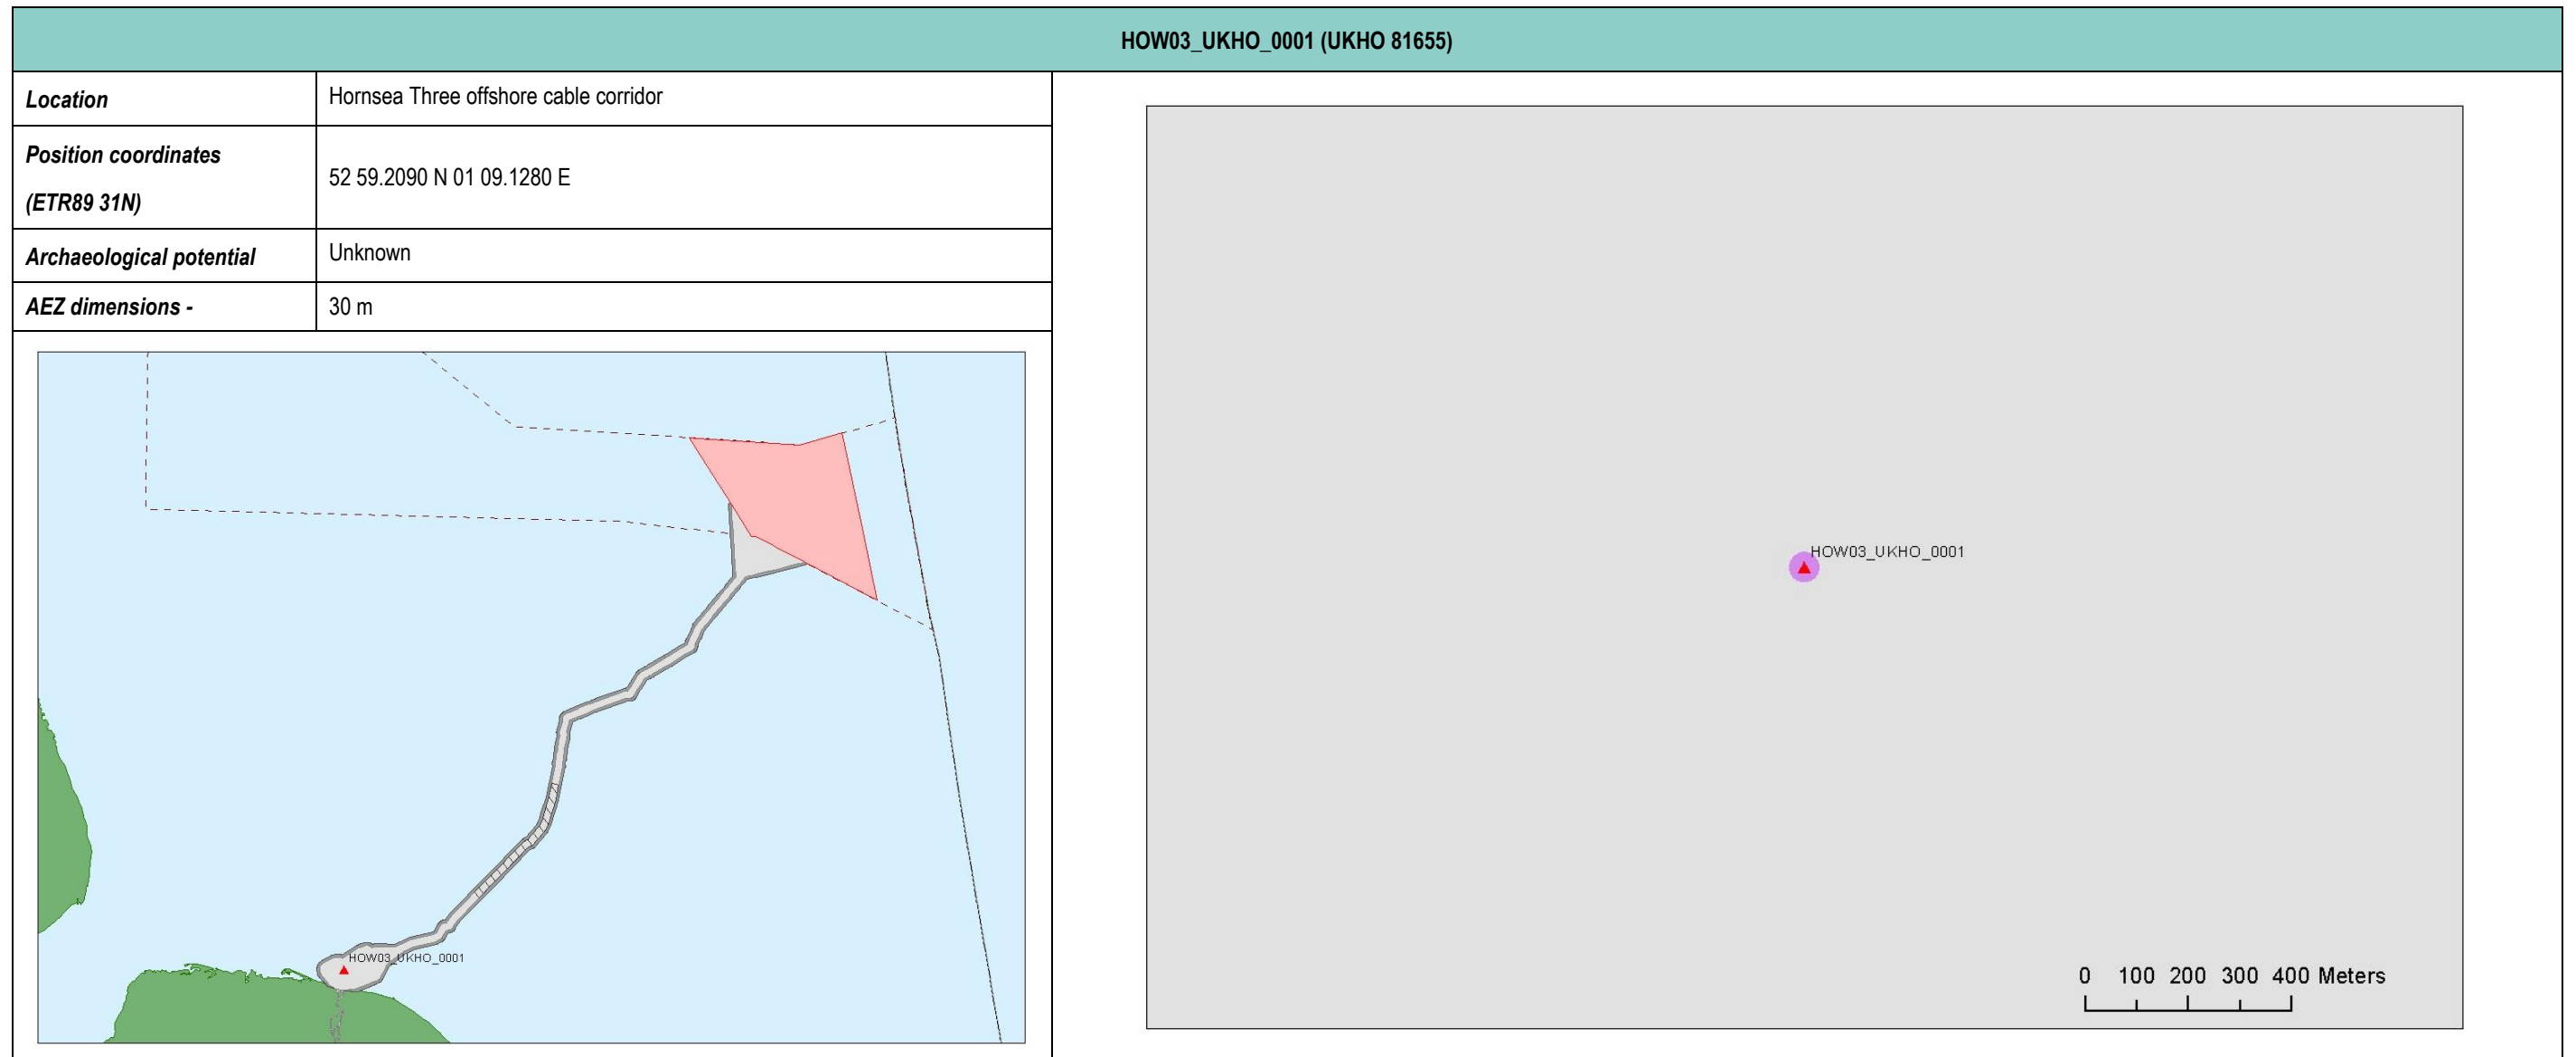 HOW03_UKHO_0001 (UKHO 81655)
Location
Hornsea Three offshore cable corridor
Position coordinates
(ETR89 31N)
52 59.2090 N 01 09.1280 E
Archaeological potential
Unknown
AEZ dimensions -
30 m
HOW03_UKHO_0001
HOW03_UKHO_0001
0 100 200 300 400 Meters